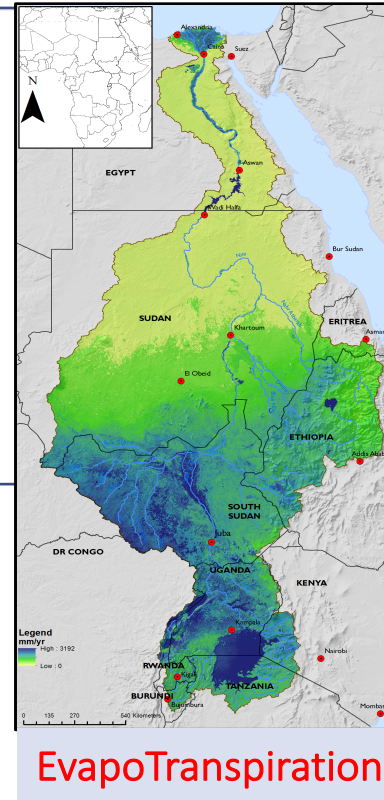 Alexandria
Cairo
Suez
N
EGYPT
Aswan
Wadi Halfa
Bur Sudan
Nile
SUDAN
ERITREA
Khartoum
El Obeid
ETHIOPIA
SOUTH
SUDAN
Juba
DR CONGO
UGANDA
KENYA
Legend
mm/yr
High : 3192
Low : 0
Kampala
Nairobi
RWANDA
Kigali
TANZANIA
BURUNDI
Bujumbura
0 135 270 540 Kilometers
EvapoTranspiration